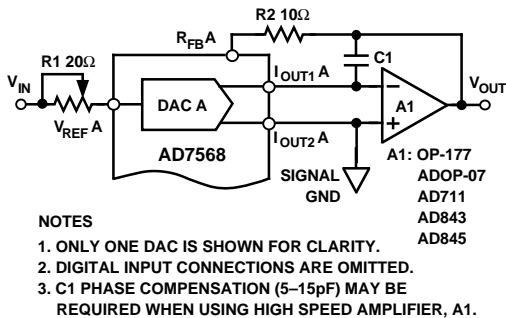 R2 10Ω
R1 20Ω
RFB A
C1
VIN
IOUT1 A
VOUT
DAC A
A1
VREF A
IOUT2 A
AD7568
SIGNAL
GND
A1: OP-177
ADOP-07
AD711
AD843
AD845
NOTES
1. ONLY ONE DAC IS SHOWN FOR CLARITY.
2. DIGITAL INPUT CONNECTIONS ARE OMITTED.
3. C1 PHASE COMPENSATION (5–15pF) MAY BE
REQUIRED WHEN USING HIGH SPEED AMPLIFIER, A1.